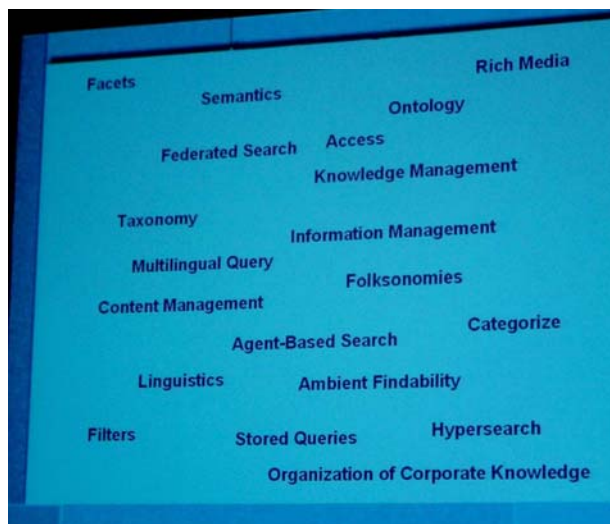 Rich Media
Facets
Semantics
Ontology
Access
Federated Search
Knowledge Management
Taxonomy
Information Management
Multilingual Query
Folksonomies
Content Management
Categorize
Agent-Based Search
Linguistics
Ambient Findability
Filters
Stored Queries
Hypersearch
Organization of Corporate Knowledge